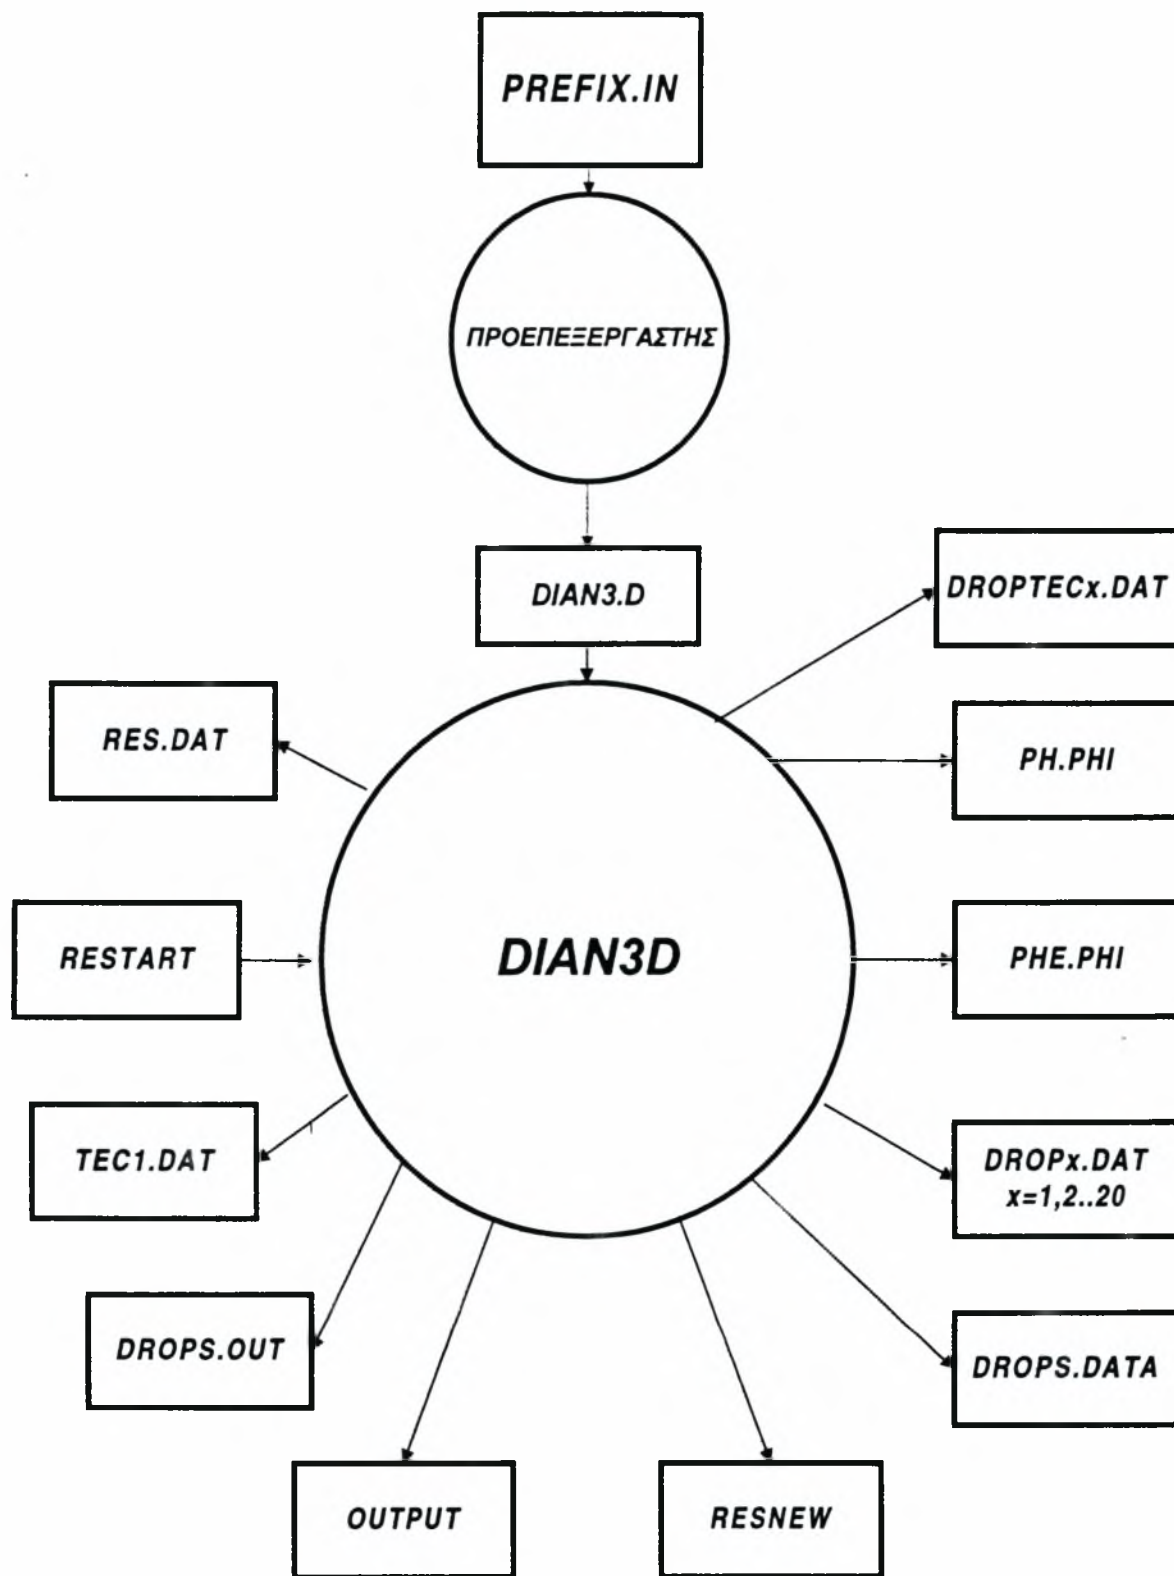 PREFIX.IN
ΠΡΟΕΠΕΞΕΡΓΑΣΤΗΣ
DIAN3.D
DROPTECx.DAT
RES.DAT
PH.PHI
RESTART
DIAN3D
PHE.PHI
TEC1.DAT
DROPx.DAT
x=1,2..20
DROPS.OUT
DROPS.DATA
OUTPUT
RESNEW